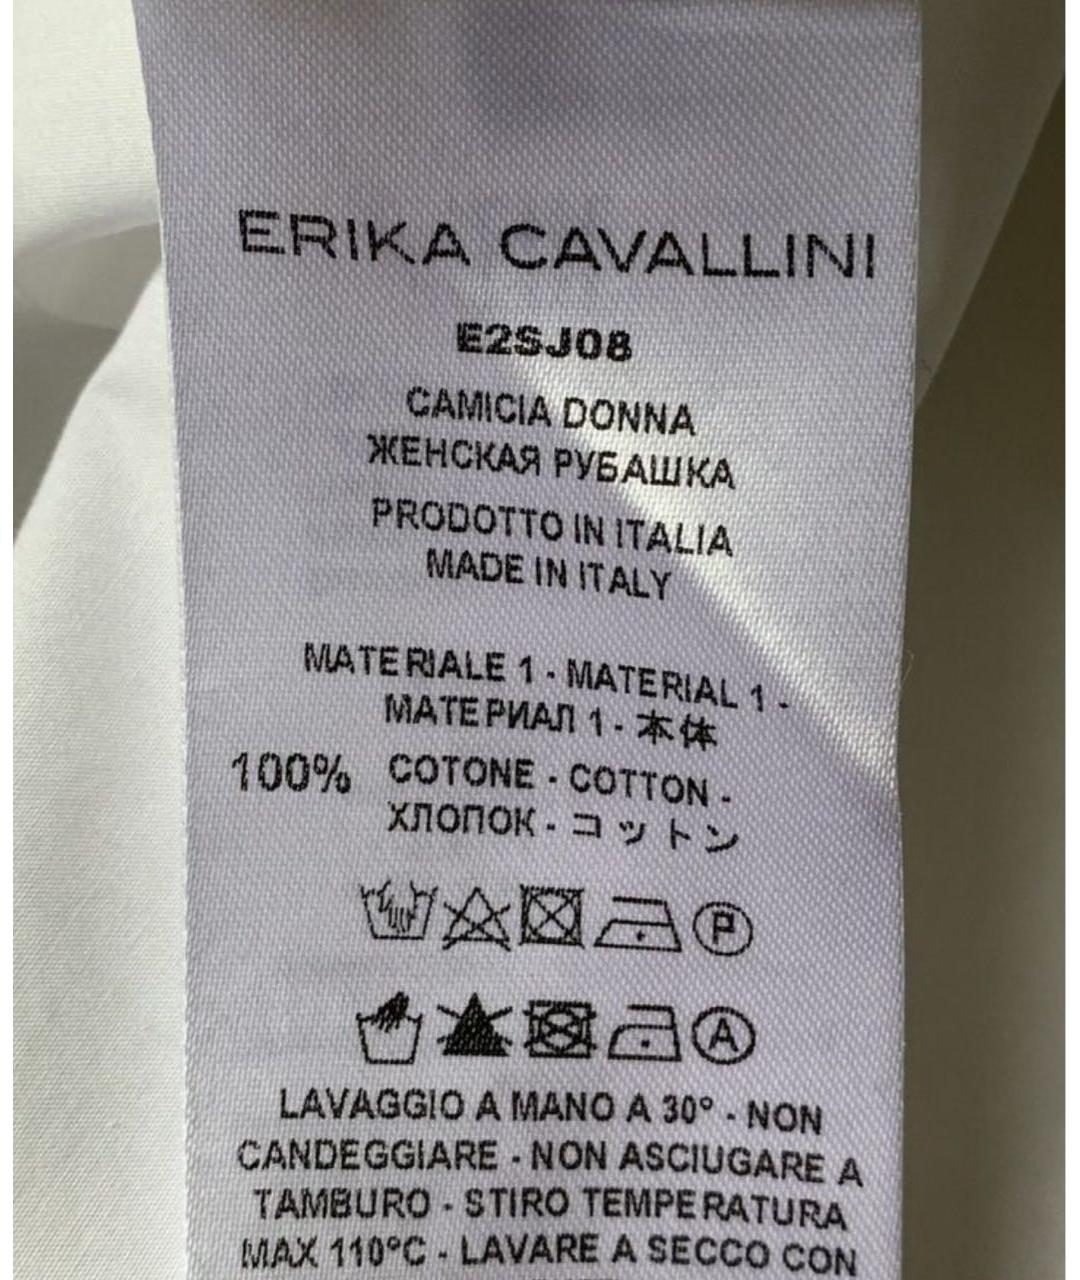 ERIKA CAVALLINI
E2SJ08
CAMICIA DONNA
ЖЕНСКАЯ РУБАШКА
PRODOTTO IN ITALIA
MADE IN ITALY
MATERIALE 1 - MATERIAL 1 -
МАТЕРИАЛ 1 - 本体
100% COTONE - COTTON -
ХЛОПОК - コットン
P
A
LAVAGGIO A MANO A 30° - NON
CANDEGGIARE - NON ASCIUGARE A
TAMBURO - STIRO TEMPERATURA
MAX 110°C - LAVARE A SECCO CON